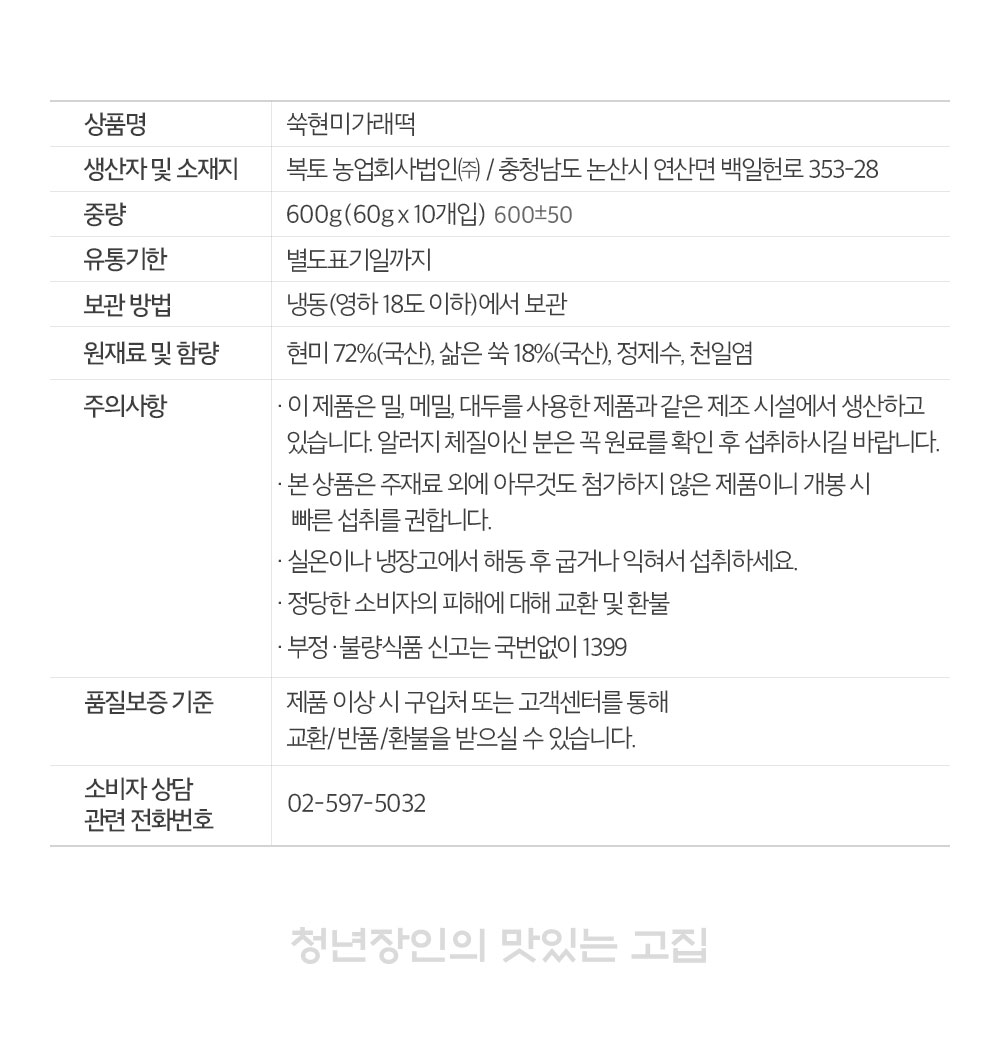 상품명
쑥현미가래떡
생산자 및 소재지
복토 농업회사법인㈜ / 충청남도 논산시 연산면 백일헌로 353-28
중량
600g(60g x 10개입) 600±50
유통기한
별도표기일까지
보관 방법
냉동(영하 18도 이하)에서 보관
원재료 및 함량
현미 72%(국산), 삶은 쑥 18%(국산), 정제수, 천일염
주의사항
· 이 제품은 밀, 메밀, 대두를 사용한 제품과 같은 제조 시설에서 생산하고
있습니다. 알러지 체질이신 분은 꼭 원료를 확인 후 섭취하시길 바랍니다.
· 본 상품은 주재료 외에 아무것도 첨가하지 않은 제품이니 개봉 시
빠른 섭취를 권합니다.
· 실온이나 냉장고에서 해동 후 굽거나 익혀서 섭취하세요.
· 정당한 소비자의 피해에 대해 교환 및 환불
· 부정·불량식품 신고는 국번없이 1399
품질보증 기준
제품 이상 시 구입처 또는 고객센터를 통해
교환/반품/환불을 받으실 수 있습니다.
소비자 상담
관련 전화번호
02-597-5032
청년장인의 맛있는 고집